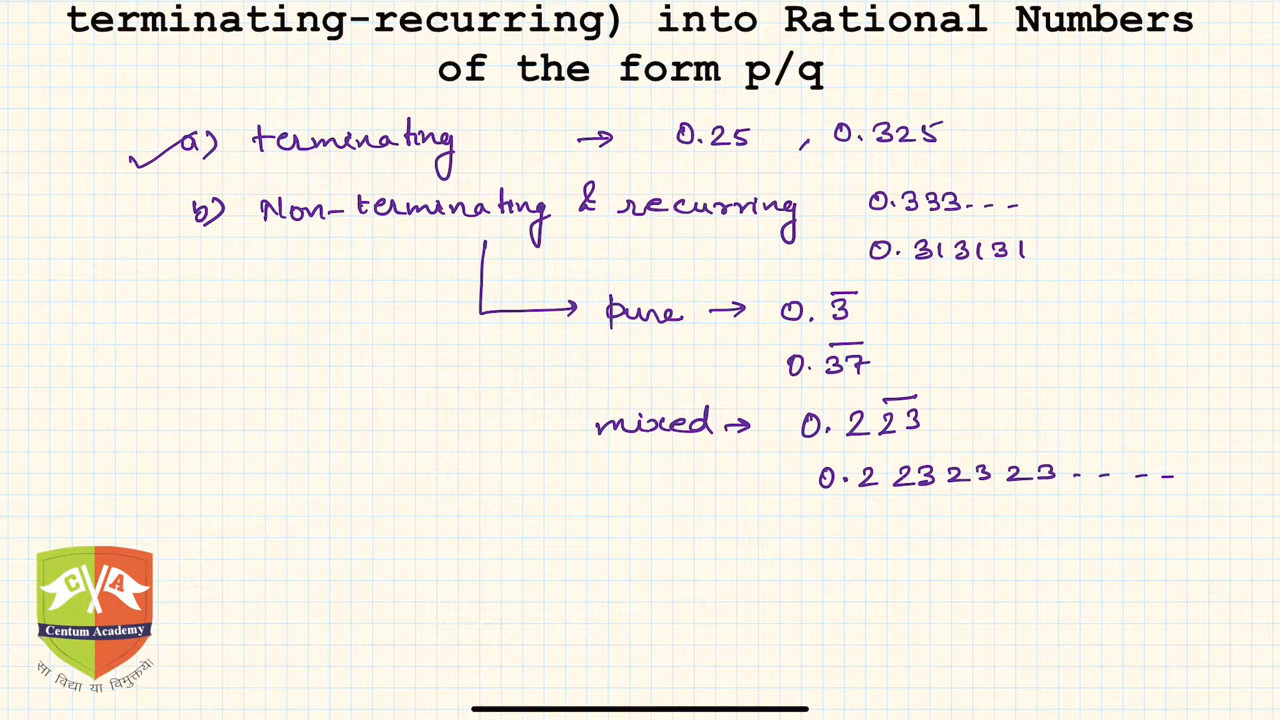 terminating-recurring) into Rational Numbers
of the form p/q
a) terminating → 0.25 , 0.325
b) Non-terminating & recurring 0.333---
0.313131
pure → 0.3̅
0.3̅7̅
mixed → 0.22̅3̅
0.2 23 23 23 - - - -
C A
Centum Academy
सा विद्या या विमुक्तये।